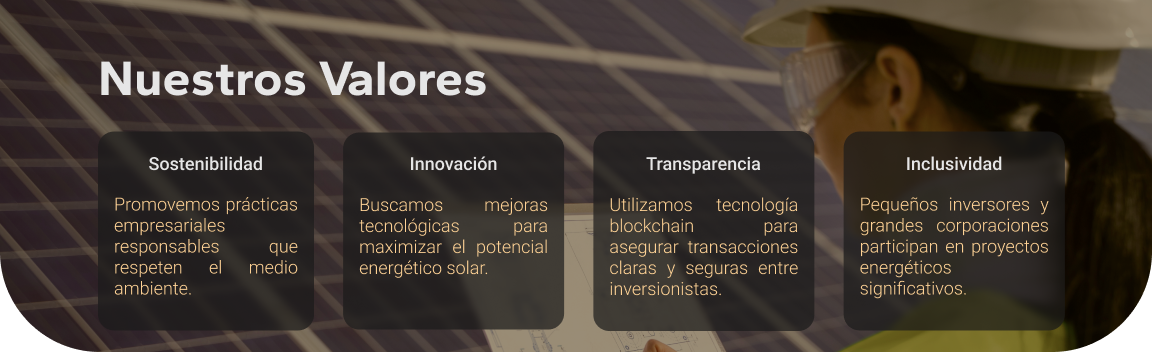 Nuestros Valores
Sostenibilidad
Promovemos prácticas
empresariales
responsables que
respeten el medio
ambiente.
Innovación
Buscamos mejoras
tecnológicas para
maximizar el potencial
energético solar.
Transparencia
Utilizamos tecnología
blockchain para
asegurar transacciones
claras y seguras entre
inversionistas.
Inclusividad
Pequeños inversores y
grandes corporaciones
participan en proyectos
energéticos
significativos.